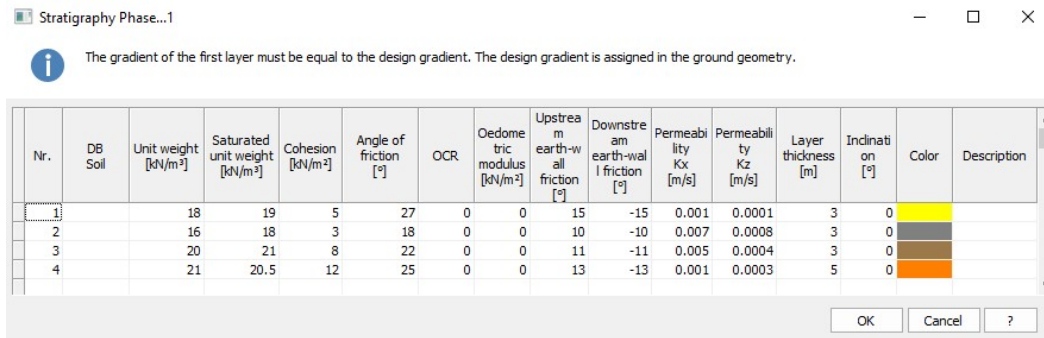 Stratigraphy Phase...1
The gradient of the first layer must be equal to the design gradient. The design gradient is assigned in the ground geometry.
Nr. DB Soil Unit weight [kN/m³] Saturated unit weight [kN/m³] Cohesion [kN/m²] Angle of friction [°] OCR Oedome tric modulus [kN/m²] Upstrea m earth-w all friction [°] Downstre am earth-wal l friction [°] Permeabi lity Kx [m/s] Permeabili ty Kz [m/s] Layer thickness [m] Inclinati on [°] Color Description
1 18 19 5 27 0 0 15 -15 0.001 0.0001 3 0
2 16 18 3 18 0 0 10 -10 0.007 0.0008 3 0
3 20 21 8 22 0 0 11 -11 0.005 0.0004 3 0
4 21 20.5 12 25 0 0 13 -13 0.001 0.0003 5 0
OK Cancel ?